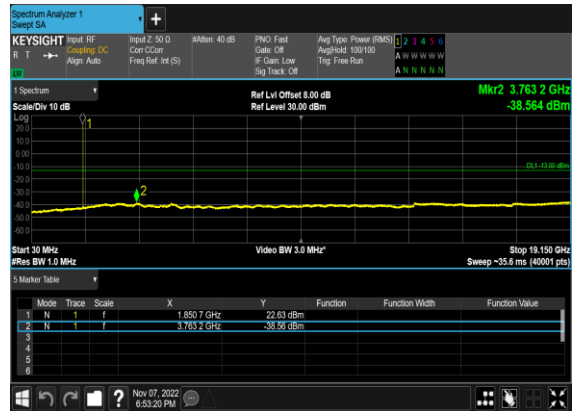 Spectrum Analyzer 1
Swept SA
KEYSIGHT Input: RF Input Z: 50 Ω #Atten: 40 dB PNO: Fast Avg Type: Power (RMS) 1 2 3 4 5 6
R T Coupling: DC Corr CCorr Gate: Off Avg|Hold: 100/100 A W W W W W
Align: Auto Freq Ref: Int (S) IF Gain: Low Trig: Free Run
Sig Track: Off A N N N N N
1 Spectrum Ref Lvl Offset 8.00 dB Mkr2 3.763 2 GHz
Scale/Div 10 dB Ref Level 30.00 dBm -38.564 dBm
Log
1
20.0
10.0
0.00
-10.0
DL1 -13.00 dBm
-20.0
-30.0
2
-40.0
-50.0
-60.0
Start 30 MHz Video BW 3.0 MHz* Stop 19.150 GHz
#Res BW 1.0 MHz Sweep ~35.6 ms (40001 pts)
5 Marker Table
Mode Trace Scale X Y Function Function Width Function Value
1 N 1 f 1.850 7 GHz 22.63 dBm
2 N 1 f 3.763 2 GHz -38.56 dBm
3
4
5
6
? Nov 07, 2022
6:53:20 PM